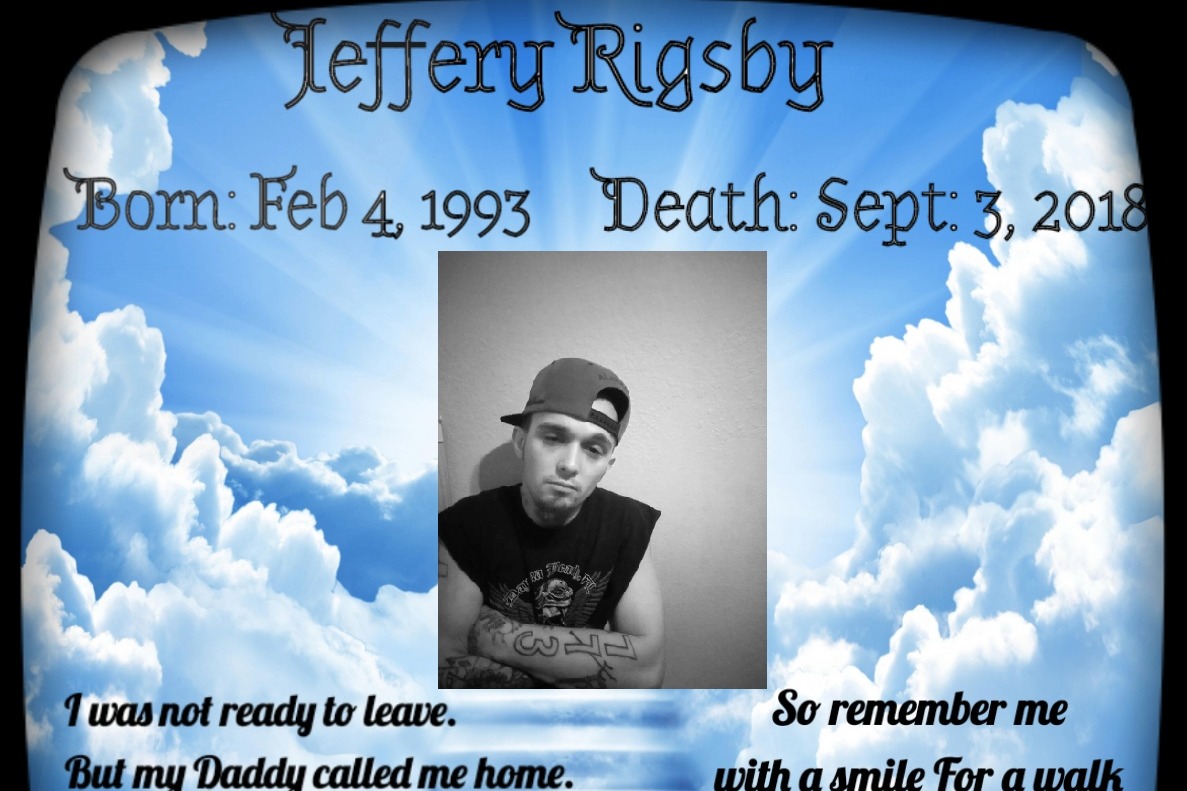 Jeffery Rigsby
Born: Feb 4, 1993 Death: Sept: 3, 2018
773
I was not ready to leave.
But my Daddy called me home.
So remember me
with a smile For a walk